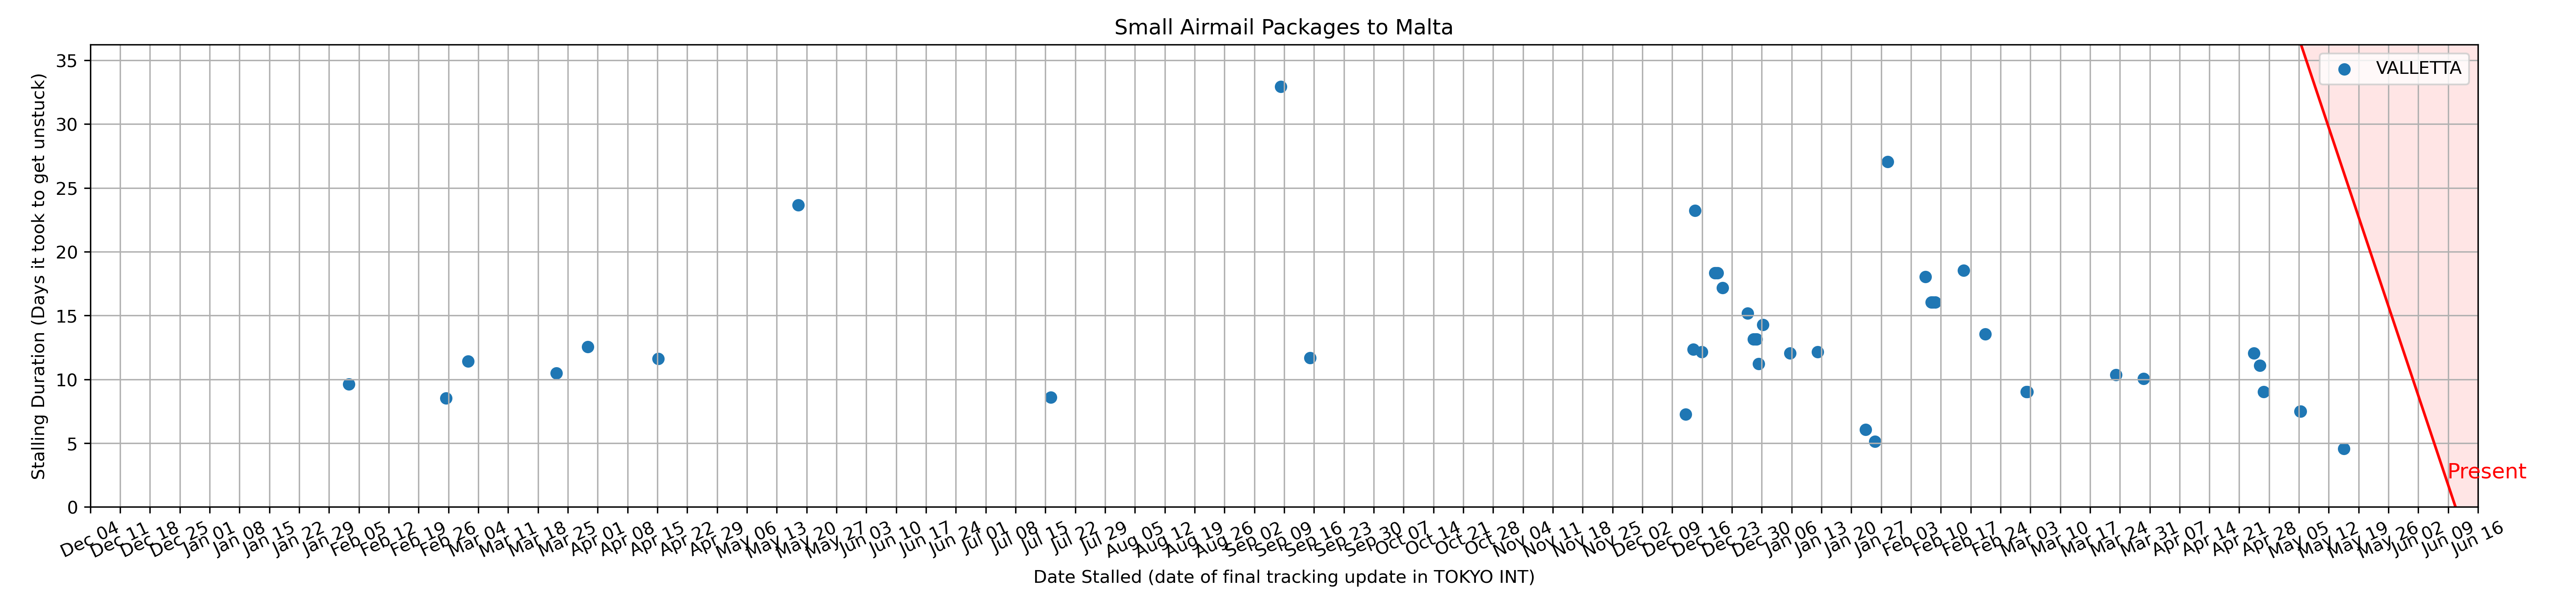 Small Airmail Packages to Malta
VALLETTA
Stalling Duration (Days it took to get unstuck)
35
30
25
20
15
10
5
0
Present
Dec 04
Dec 11
Dec 18
Dec 25
Jan 01
Jan 08
Jan 15
Jan 22
Jan 29
Feb 05
Feb 12
Feb 19
Feb 26
Mar 04
Mar 11
Mar 18
Mar 25
Apr 01
Apr 08
Apr 15
Apr 22
Apr 29
May 06
May 13
May 20
May 27
Jun 03
Jun 10
Jun 17
Jun 24
Jul 01
Jul 08
Jul 15
Jul 22
Jul 29
Aug 05
Aug 12
Aug 19
Aug 26
Sep 02
Sep 09
Sep 16
Sep 23
Sep 30
Oct 07
Oct 14
Oct 21
Oct 28
Nov 04
Nov 11
Nov 18
Nov 25
Dec 02
Dec 09
Dec 16
Dec 23
Dec 30
Jan 06
Jan 13
Jan 20
Jan 27
Feb 03
Feb 10
Feb 17
Feb 24
Mar 03
Mar 10
Mar 17
Mar 24
Mar 31
Apr 07
Apr 14
Apr 21
Apr 28
May 05
May 12
May 19
May 26
Jun 02
Jun 09
Jun 16
Date Stalled (date of final tracking update in TOKYO INT)